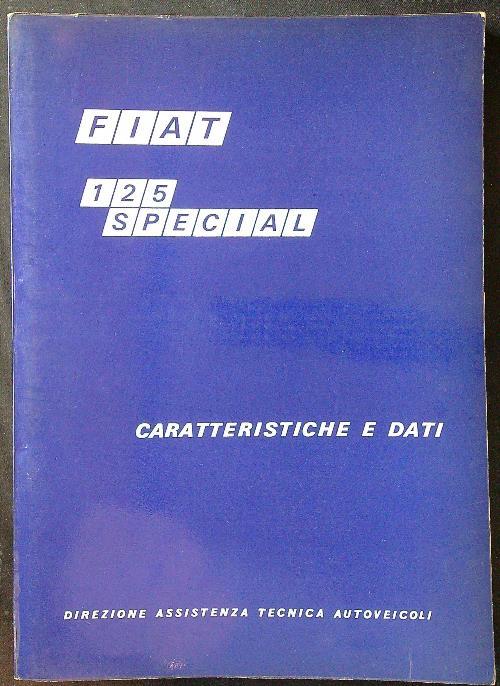 FIAT
125
SPECIAL
CARATTERISTICHE E DATI
DIREZIONE ASSISTENZA TECNICA AUTOVEICOLI